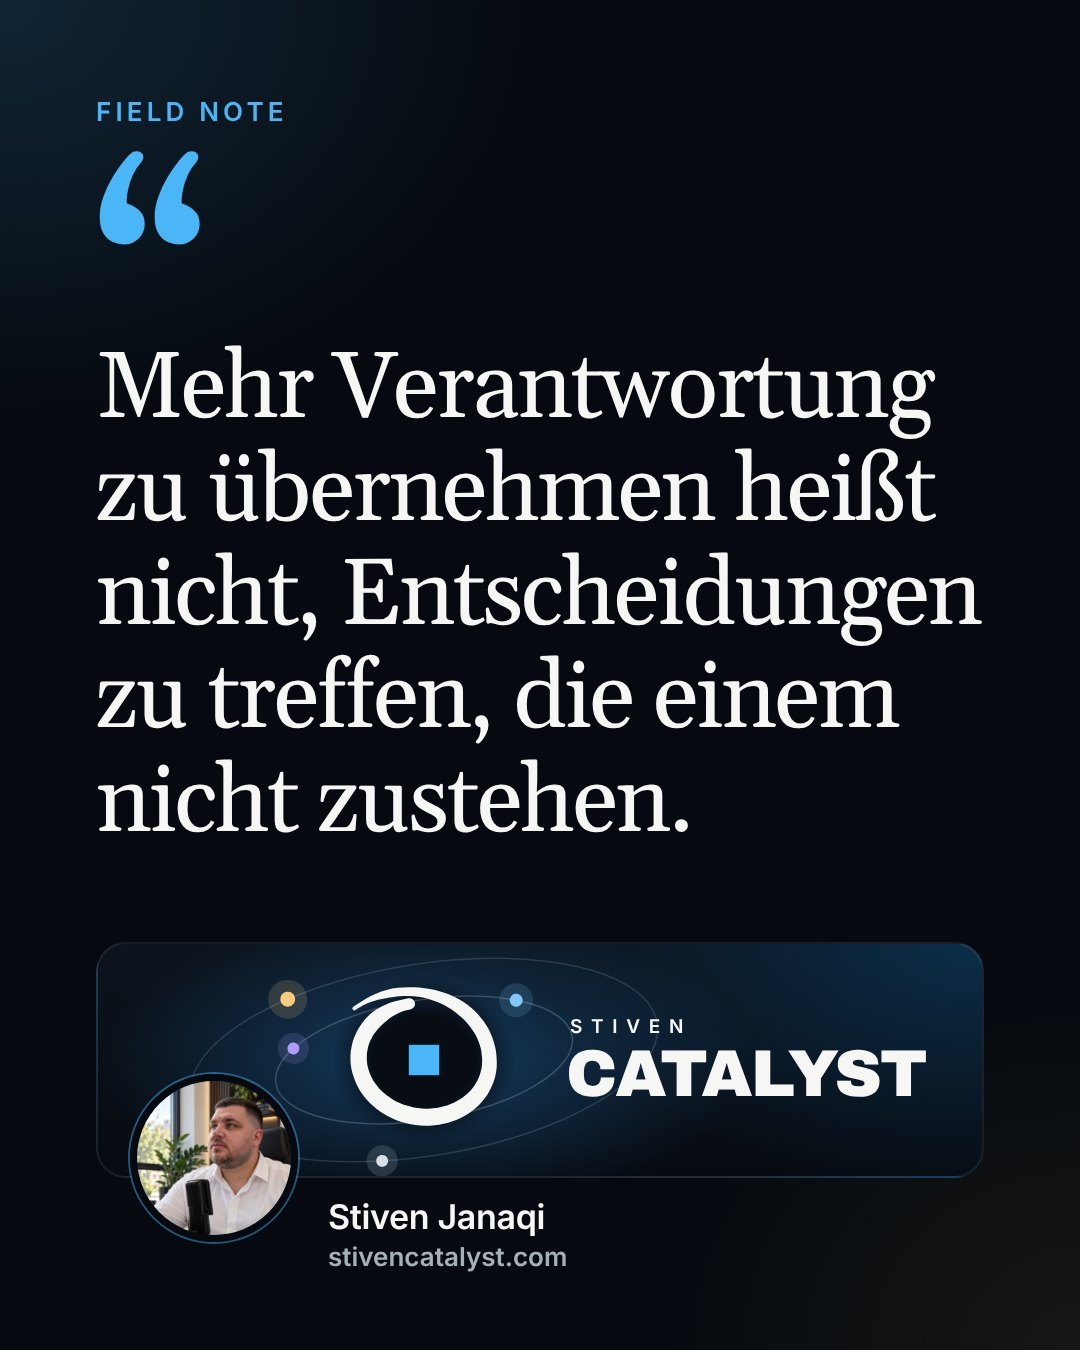 FIELD NOTE
“
Mehr Verantwortung
zu übernehmen heißt
nicht, Entscheidungen
zu treffen, die einem
nicht zustehen.
STIVEN
CATALYST
Stiven Janaqi
stivencatalyst.com